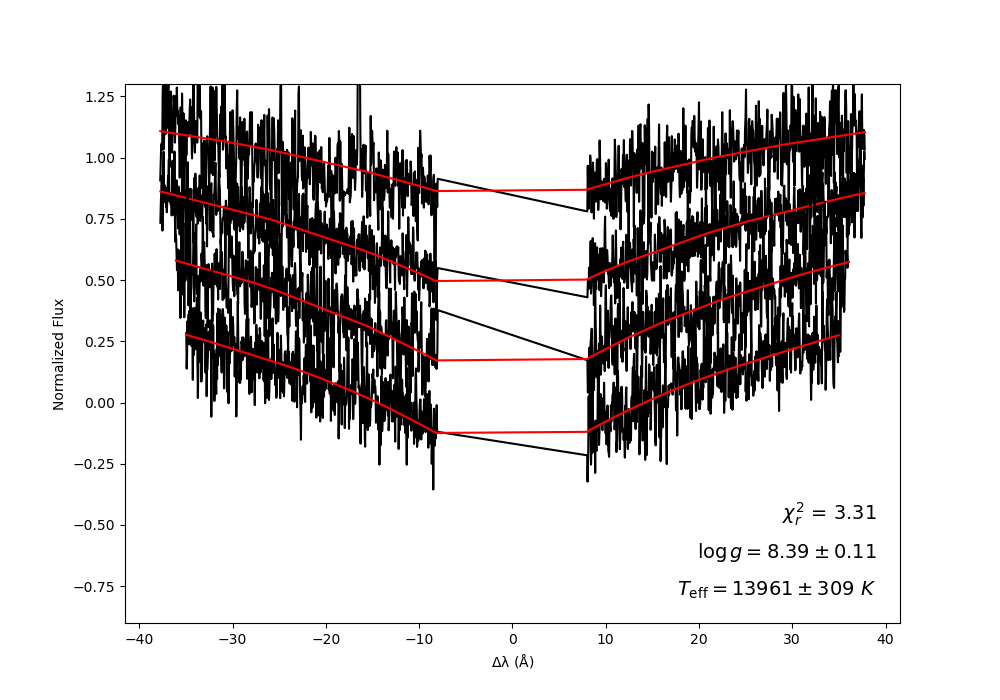 1.25
1.00
0.75
0.50
0.25
0.00
−0.25
−0.50
−0.75
Normalized Flux
χ_r^2 = 3.31
log g = 8.39 ± 0.11
T_eff = 13961 ± 309 K
−40 −30 −20 −10 0 10 20 30 40
Δλ (Å)